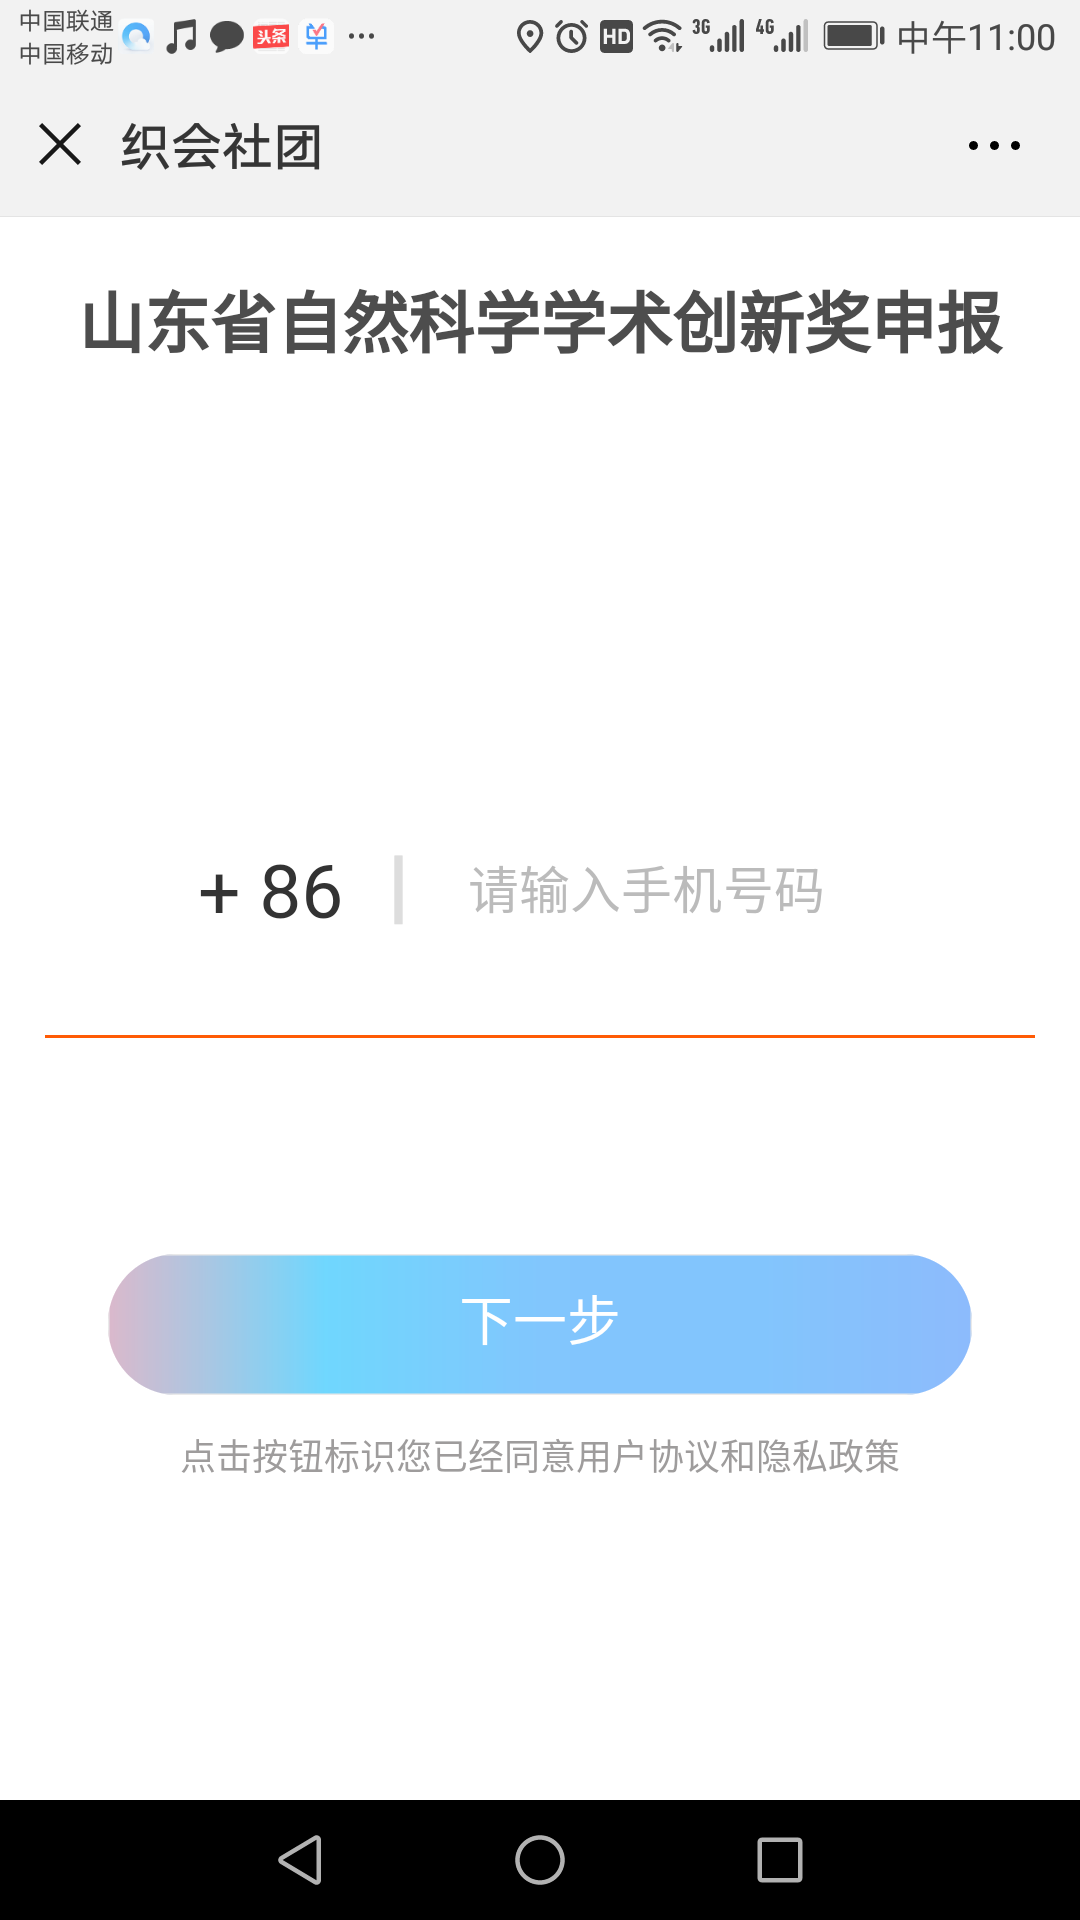 中国联通
中国移动
头条
HD
3G
4G
中午11:00
织会社团
山东省自然科学学术创新奖申报
+ 86
请输入手机号码
下一步
点击按钮标识您已经同意用户协议和隐私政策